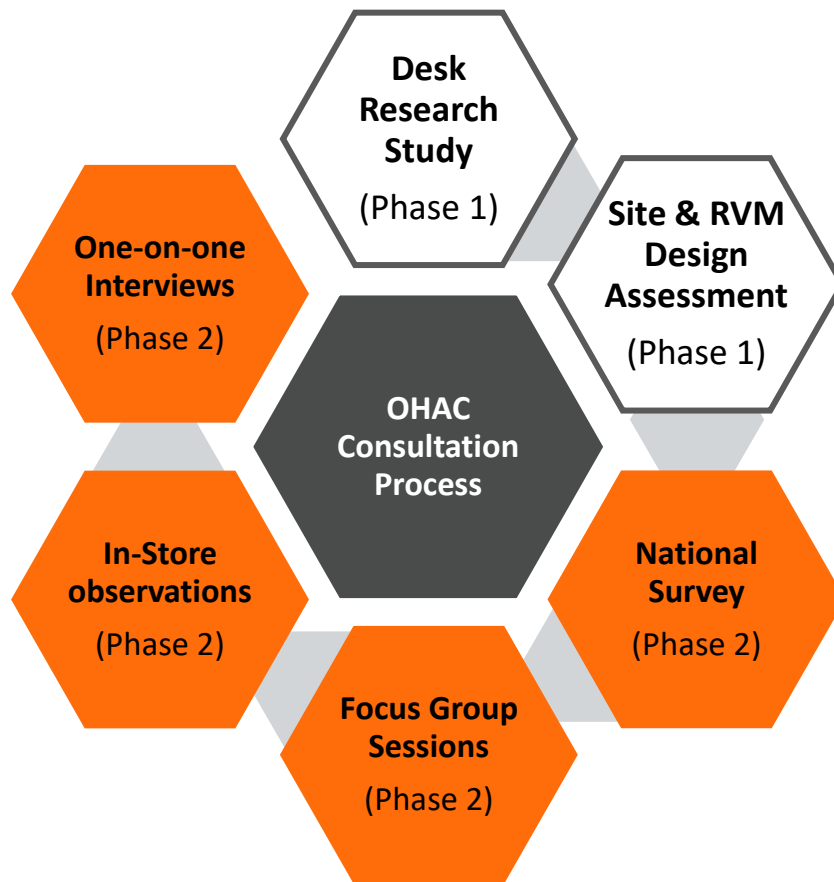 Desk
Research
Study
(Phase 1)
Site & RVM
Design
Assessment
(Phase 1)
National
Survey
(Phase 2)
Focus Group
Sessions
(Phase 2)
In-Store
observations
(Phase 2)
One-on-one
Interviews
(Phase 2)
OHAC
Consultation
Process